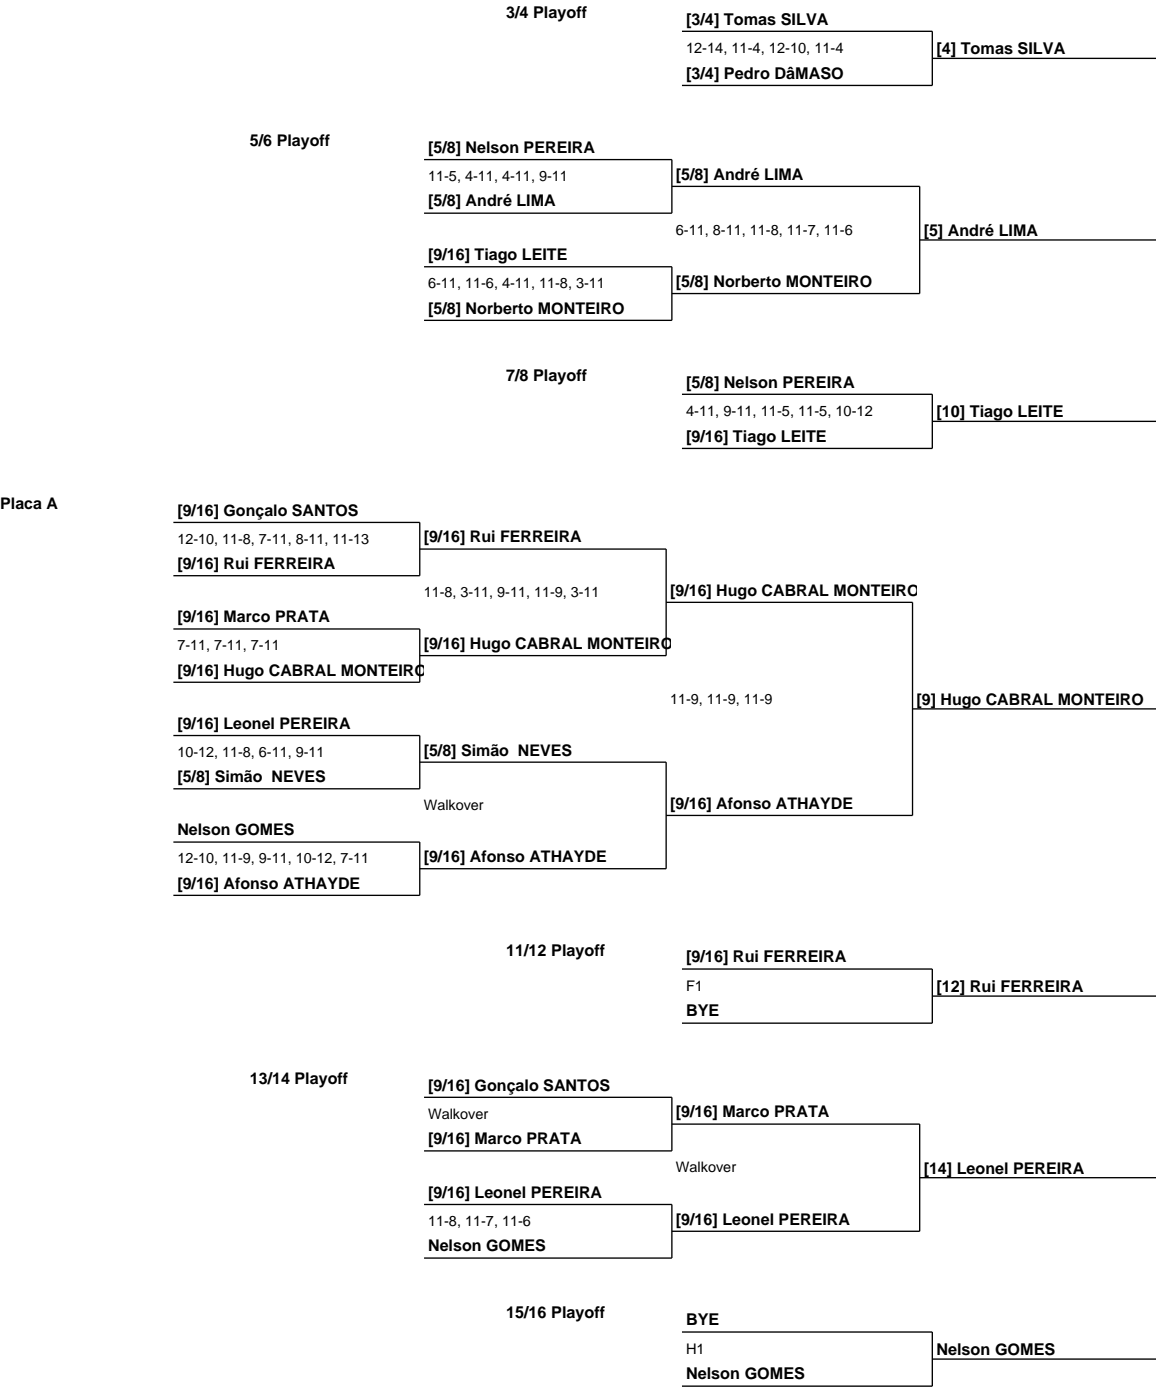 3/4 Playoff
[3/4] Tomas SILVA
12-14, 11-4, 12-10, 11-4
[4] Tomas SILVA
[3/4] Pedro DâMASO
5/6 Playoff
[5/8] Nelson PEREIRA
11-5, 4-11, 4-11, 9-11
[5/8] André LIMA
[5/8] André LIMA
6-11, 8-11, 11-8, 11-7, 11-6
[5] André LIMA
[9/16] Tiago LEITE
6-11, 11-6, 4-11, 11-8, 3-11
[5/8] Norberto MONTEIRO
[5/8] Norberto MONTEIRO
7/8 Playoff
[5/8] Nelson PEREIRA
4-11, 9-11, 11-5, 11-5, 10-12
[10] Tiago LEITE
[9/16] Tiago LEITE
Placa A
[9/16] Gonçalo SANTOS
12-10, 11-8, 7-11, 8-11, 11-13
[9/16] Rui FERREIRA
[9/16] Rui FERREIRA
11-8, 3-11, 9-11, 11-9, 3-11
[9/16] Hugo CABRAL MONTEIRO
[9/16] Marco PRATA
7-11, 7-11, 7-11
[9/16] Hugo CABRAL MONTEIRO
[9/16] Hugo CABRAL MONTEIRO
11-9, 11-9, 11-9
[9] Hugo CABRAL MONTEIRO
[9/16] Leonel PEREIRA
10-12, 11-8, 6-11, 9-11
[5/8] Simão  NEVES
[5/8] Simão  NEVES
Walkover
[9/16] Afonso ATHAYDE
Nelson GOMES
12-10, 11-9, 9-11, 10-12, 7-11
[9/16] Afonso ATHAYDE
[9/16] Afonso ATHAYDE
11/12 Playoff
[9/16] Rui FERREIRA
F1
[12] Rui FERREIRA
BYE
13/14 Playoff
[9/16] Gonçalo SANTOS
Walkover
[9/16] Marco PRATA
[9/16] Marco PRATA
Walkover
[14] Leonel PEREIRA
[9/16] Leonel PEREIRA
11-8, 11-7, 11-6
[9/16] Leonel PEREIRA
Nelson GOMES
15/16 Playoff
BYE
H1
Nelson GOMES
Nelson GOMES